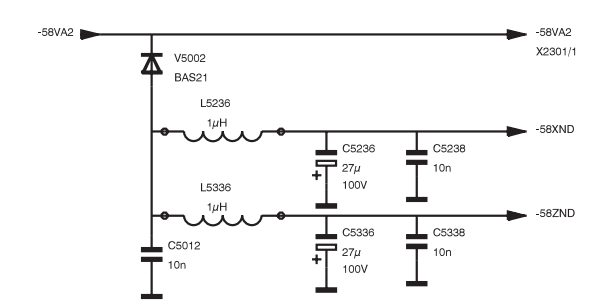 -58VA2
-58VA2
X2301/1
V5002
BAS21
L5236
1µH
-58XND
C5236
27µ
100V
+
C5238
10n
L5336
1µH
-58ZND
C5012
10n
C5336
27µ
100V
+
C5338
10n